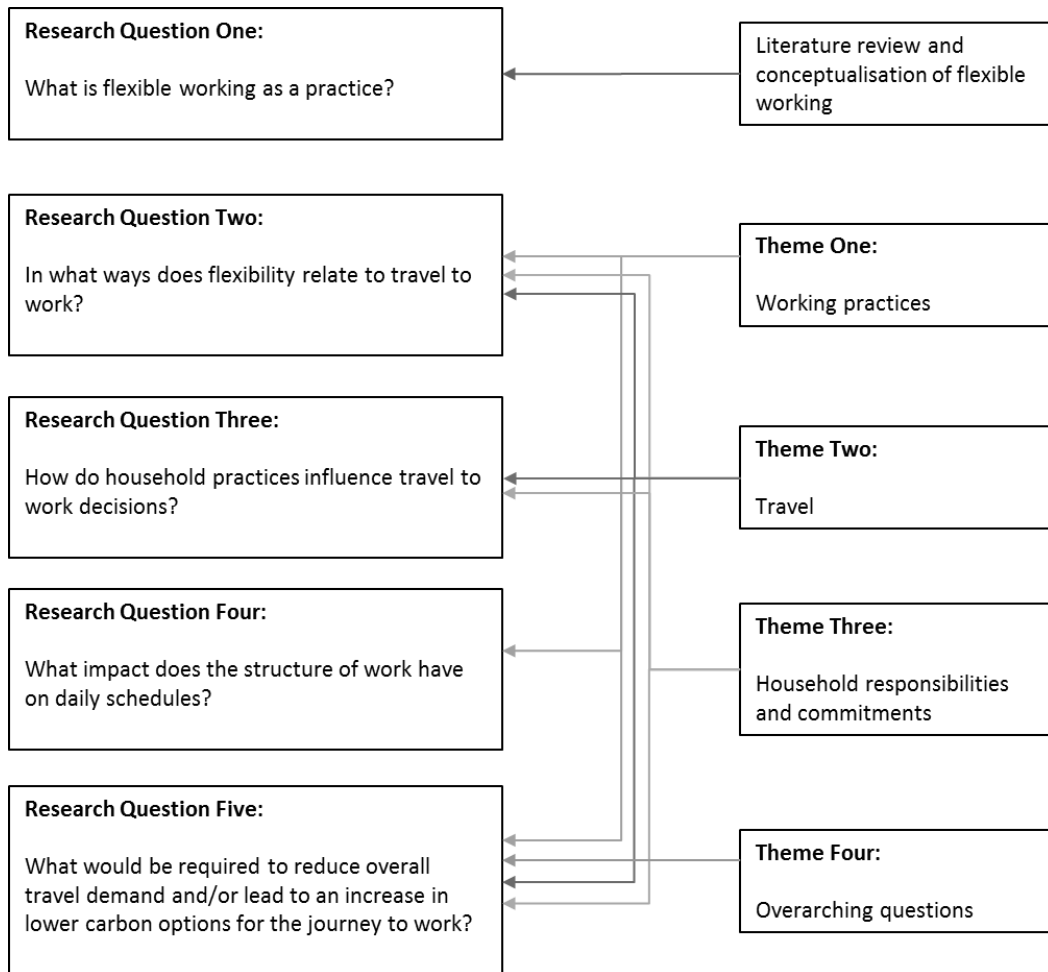 Research Question One:
What is flexible working as a practice?
Literature review and
conceptualisation of flexible
working
Research Question Two:
In what ways does flexibility relate to travel to
work?
Theme One:
Working practices
Research Question Three:
How do household practices influence travel to
work decisions?
Theme Two:
Travel
Research Question Four:
What impact does the structure of work have
on daily schedules?
Theme Three:
Household responsibilities
and commitments
Research Question Five:
What would be required to reduce overall
travel demand and/or lead to an increase in
lower carbon options for the journey to work?
Theme Four:
Overarching questions